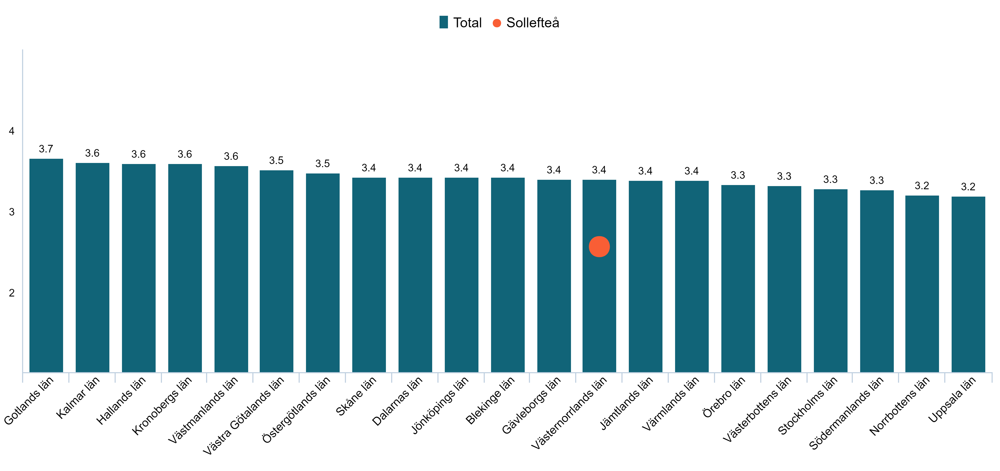 Total Sollefteå
4
3
2
3.7 3.6 3.6 3.6 3.6 3.5 3.5 3.4 3.4 3.4 3.4 3.4 3.4 3.4 3.4 3.3 3.3 3.3 3.3 3.2 3.2
Gotlands län
Kalmar län
Hallands län
Kronobergs län
Västmanlands län
Västra Götalands län
Östergötlands län
Skåne län
Dalarnas län
Jönköpings län
Blekinge län
Gävleborgs län
Västernorrlands län
Jämtlands län
Värmlands län
Örebro län
Västerbottens län
Stockholms län
Södermanlands län
Norrbottens län
Uppsala län